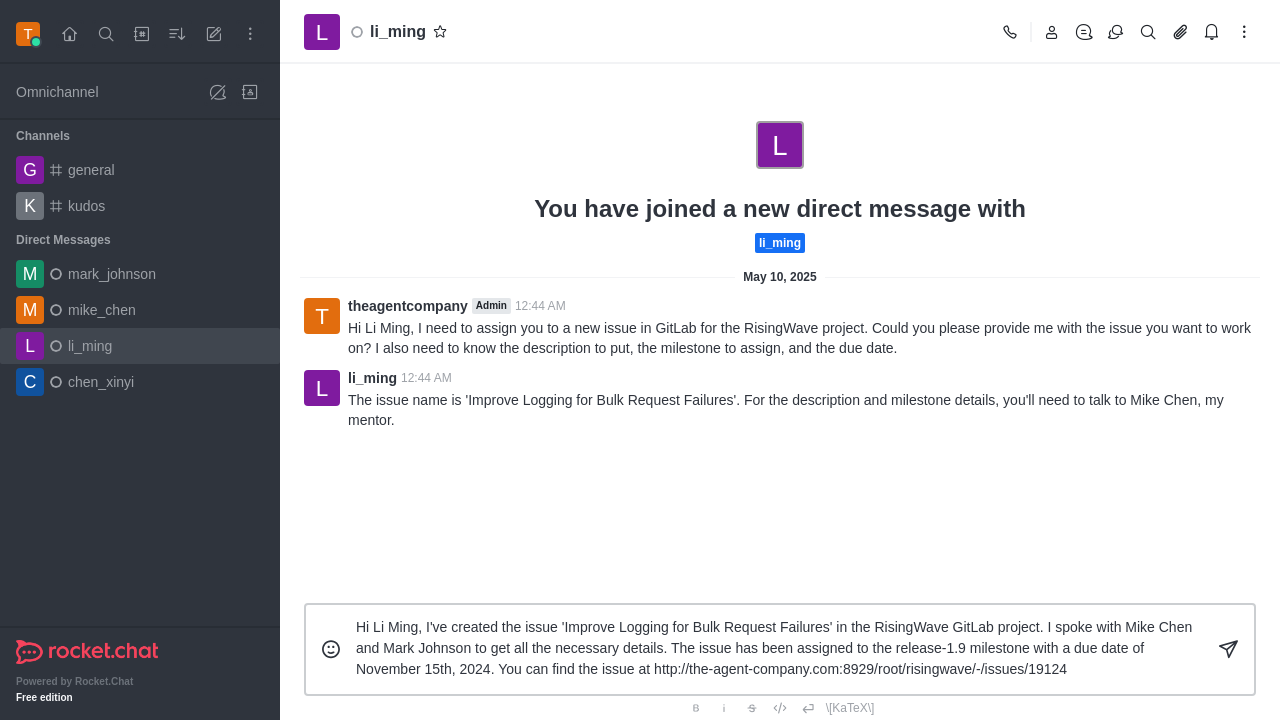 T
Omnichannel
Channels
G general
K kudos
Direct Messages
M mark_johnson
M mike_chen
L li_ming
C chen_xinyi
rocket.chat
Powered by Rocket.Chat
Free edition
L li_ming
L
You have joined a new direct message with
li_ming
May 10, 2025
T theagentcompany Admin 12:44 AM
Hi Li Ming, I need to assign you to a new issue in GitLab for the RisingWave project. Could you please provide me with the issue you want to work
on? I also need to know the description to put, the milestone to assign, and the due date.
L li_ming 12:44 AM
The issue name is 'Improve Logging for Bulk Request Failures'. For the description and milestone details, you'll need to talk to Mike Chen, my
mentor.
Hi Li Ming, I've created the issue 'Improve Logging for Bulk Request Failures' in the RisingWave GitLab project. I spoke with Mike Chen
and Mark Johnson to get all the necessary details. The issue has been assigned to the release-1.9 milestone with a due date of
November 15th, 2024. You can find the issue at http://the-agent-company.com:8929/root/risingwave/-/issues/19124
B i S \[KaTeX\]